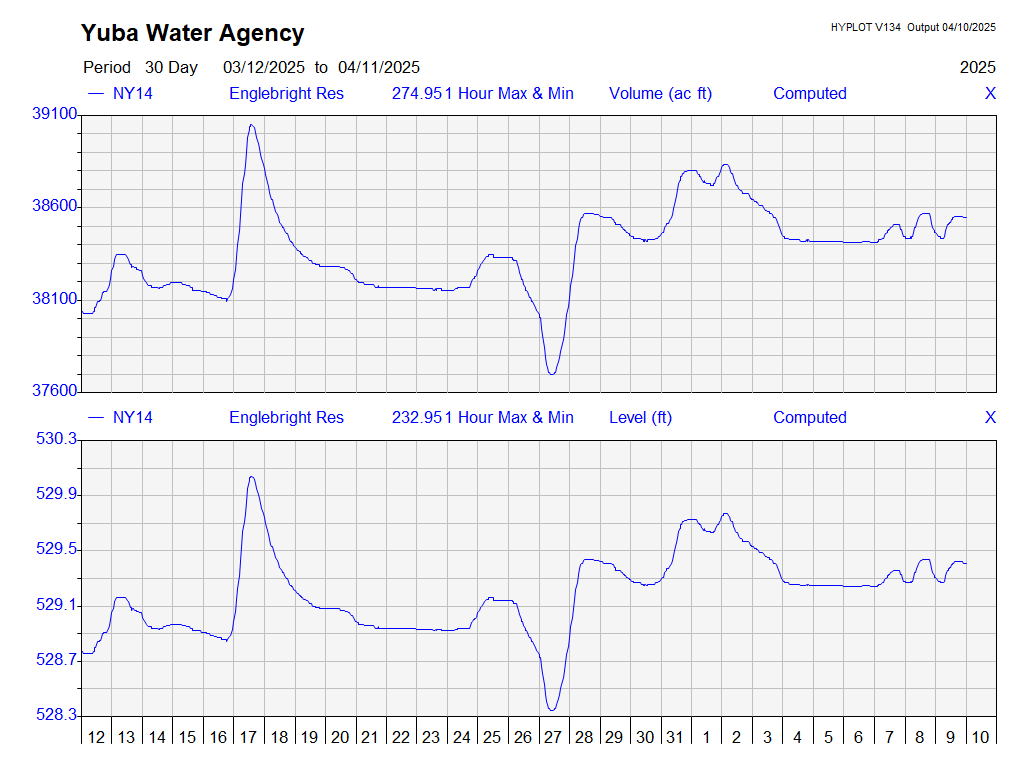 Yuba Water Agency
HYPLOT V134 Output 04/10/2025
Period 30 Day 03/12/2025 to 04/11/2025 2025
NY14 Englebright Res 274.951 Hour Max & Min Volume (ac ft) Computed X
39100
38600
38100
37600
NY14 Englebright Res 232.951 Hour Max & Min Level (ft) Computed X
530.3
529.9
529.5
529.1
528.7
528.3
12 13 14 15 16 17 18 19 20 21 22 23 24 25 26 27 28 29 30 31 1 2 3 4 5 6 7 8 9 10